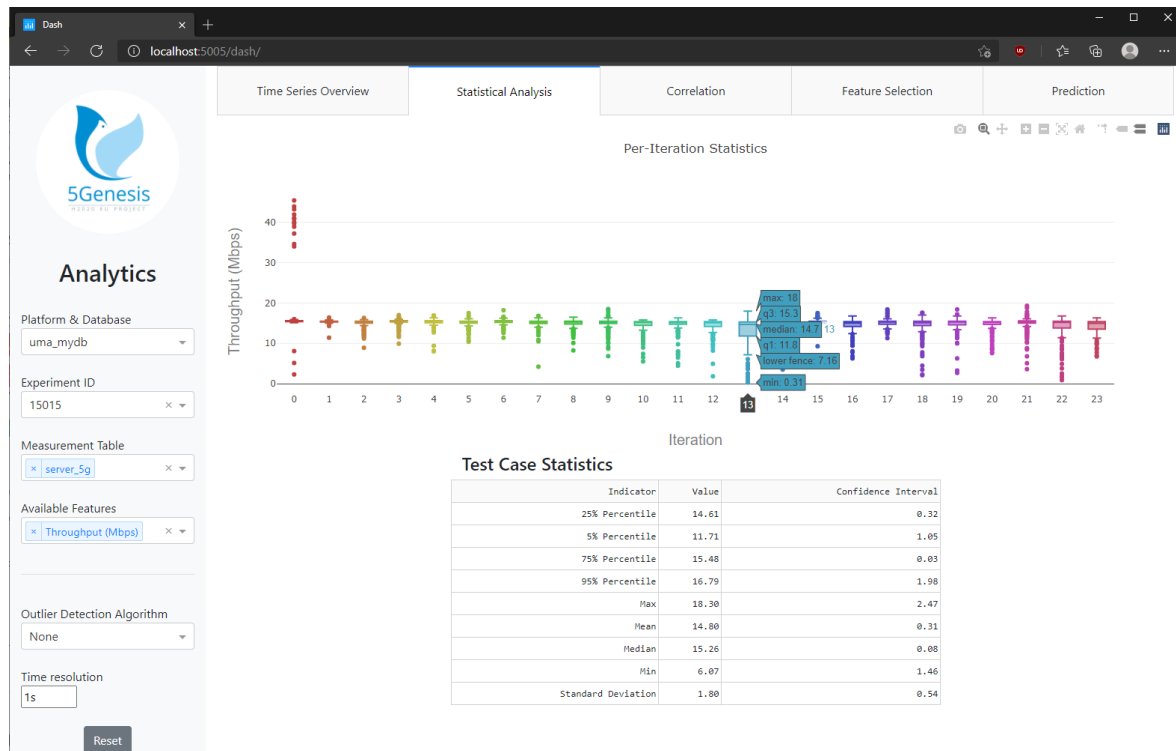 Dash
localhost:5005/dash/
5Genesis
H2020 EU PROJECT
Analytics
Platform & Database
uma_mydb
Experiment ID
15015
Measurement Table
× server_5g
Available Features
× Throughput (Mbps)
Outlier Detection Algorithm
None
Time resolution
1s
Reset
Time Series Overview
Statistical Analysis
Correlation
Feature Selection
Prediction
Per-Iteration Statistics
Throughput (Mbps)
40
30
20
10
0
max: 18
q3: 15.3
median: 14.7 13
q1: 11.8
lower fence: 7.16
min: 0.31
0 1 2 3 4 5 6 7 8 9 10 11 12 13 14 15 16 17 18 19 20 21 22 23
Iteration
Test Case Statistics
Indicator Value Confidence Interval
25% Percentile 14.61 0.32
5% Percentile 11.71 1.05
75% Percentile 15.48 0.03
95% Percentile 16.79 1.98
Max 18.30 2.47
Mean 14.80 0.31
Median 15.26 0.08
Min 6.07 1.46
Standard Deviation 1.80 0.54